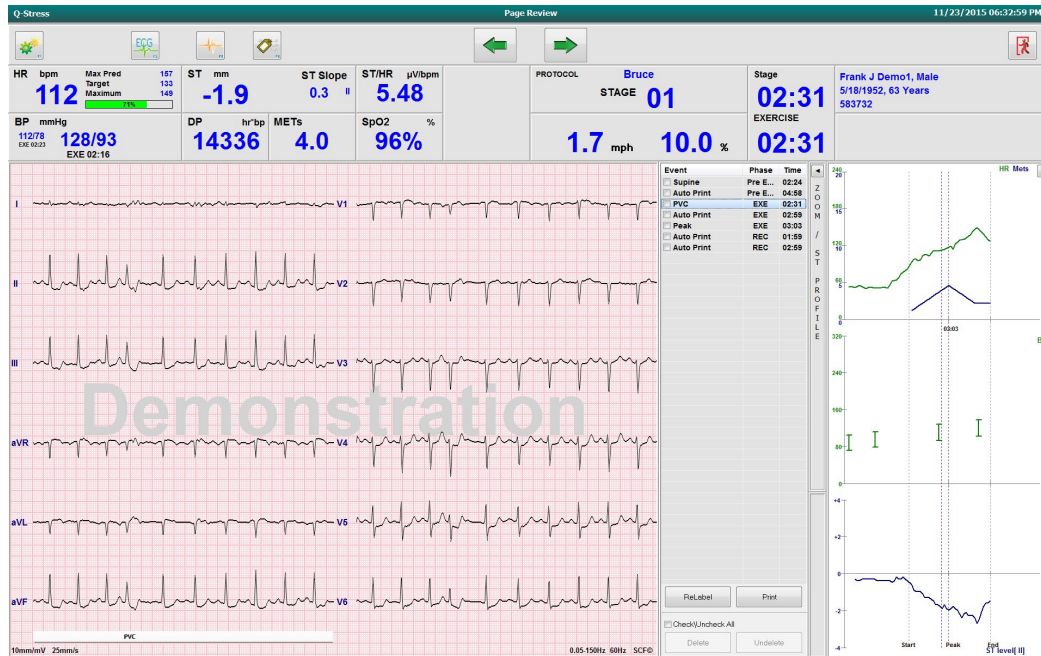 Q-Stress Page Review 11/23/2015 06:32:59 PM
F1 ECG F2 F3 F4
HR bpm Max Pred 157 ST mm ST Slope ST/HR µV/bpm PROTOCOL Bruce Stage Frank J Demo1, Male
Target 133
112 Maximum 149 -1.9 0.3 II 5.48 STAGE 01 02:31 5/18/1952, 63 Years
71% EXERCISE 583732
BP mmHg DP hr*bp METs SpO2 %
112/78 128/93 14336 4.0 96% 1.7 mph 10.0 % 02:31
EXE 02:23 EXE 02:16
Event Phase Time
Supine Pre E... 02:24
Auto Print Pre E... 04:58
PVC EXE 02:31
Auto Print EXE 02:59
Peak EXE 03:03
Auto Print REC 01:59
Auto Print REC 02:59
ZOOM / ST PROFILE
HR Mets
240 20
180 15
120 10
60 5
0 0
03:03
B
320
240
160
80
0
+4
+2
0
-2
-4
Start Peak End
ST level[ II]
I V1
II V2
III V3
Demonstration
aVR V4
aVL V5
aVF V6
PVC
10mm/mV 25mm/s 0.05-150Hz 60Hz SCF©
ReLabel Print
Check\Uncheck All
Delete Undelete